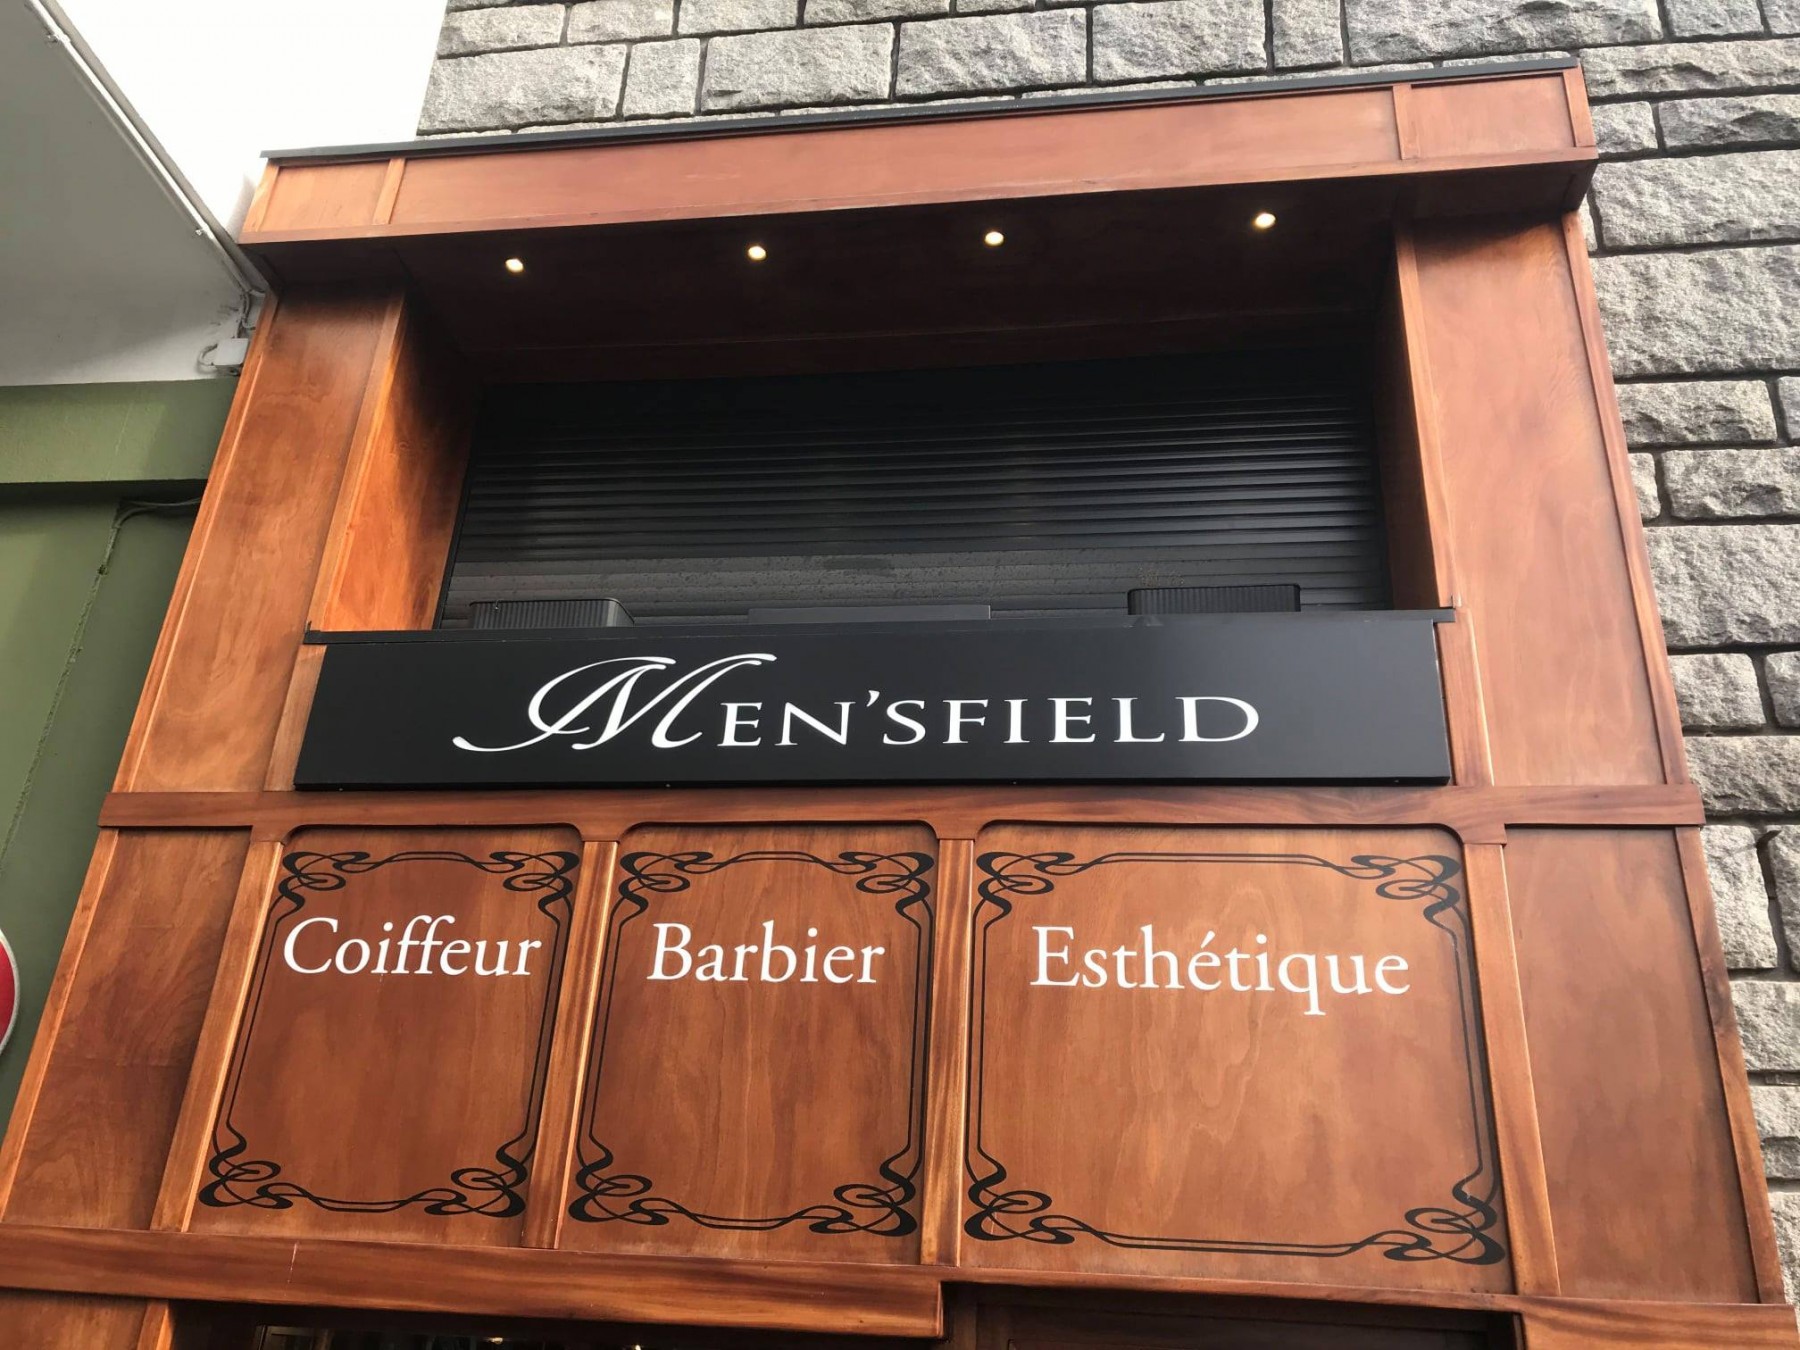 MEN'SFIELD
Coiffeur
Barbier
Esthétique